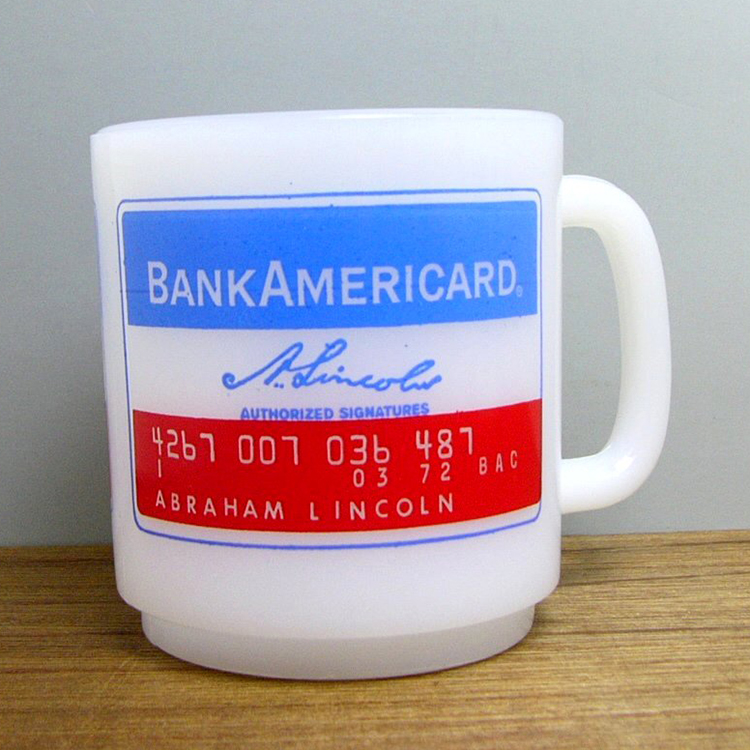 BANKAMERICARD®
A. Lincoln
AUTHORIZED SIGNATURES
4267 007 036 487
1 03 72 BAC
ABRAHAM LINCOLN